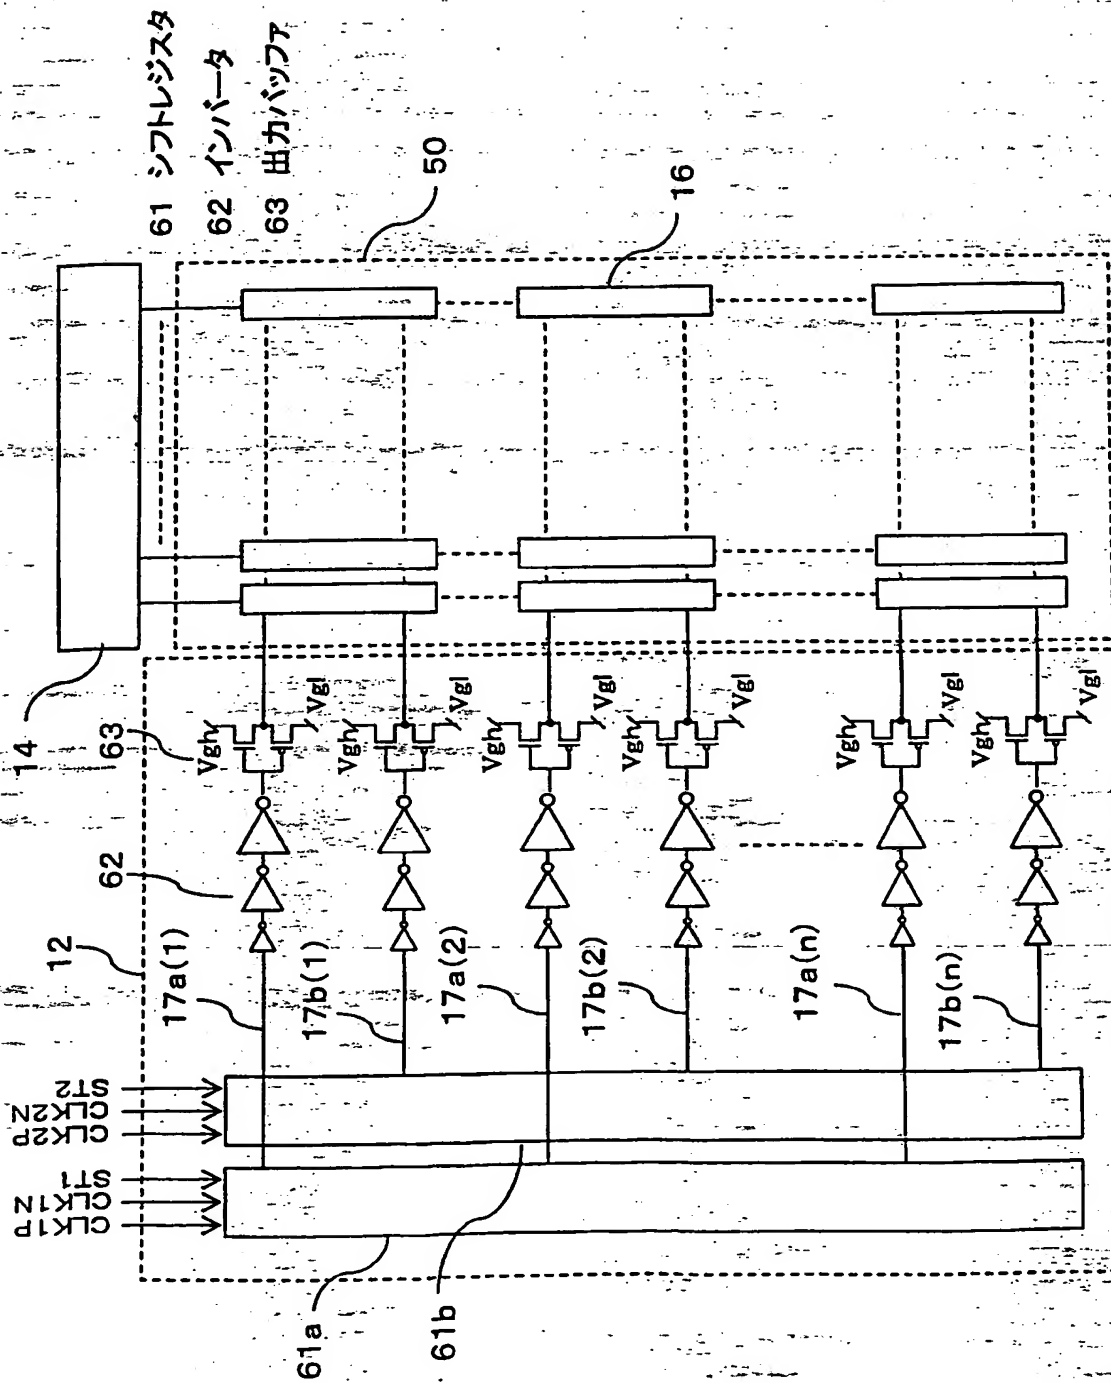 61 シフトレジスタ
62 インバータ
63 出力バッファ
14
50
16
12
62
63
Vgh
Vgl
Vgh
Vgl
Vgh
Vgl
Vgh
Vgl
Vgh
Vgl
Vgh
Vgl
17a(1)
17b(1)
17a(2)
17b(2)
17a(n)
17b(n)
CLK1P
CLK1N
ST1
CLK2P
CLK2N
ST2
61a
61b